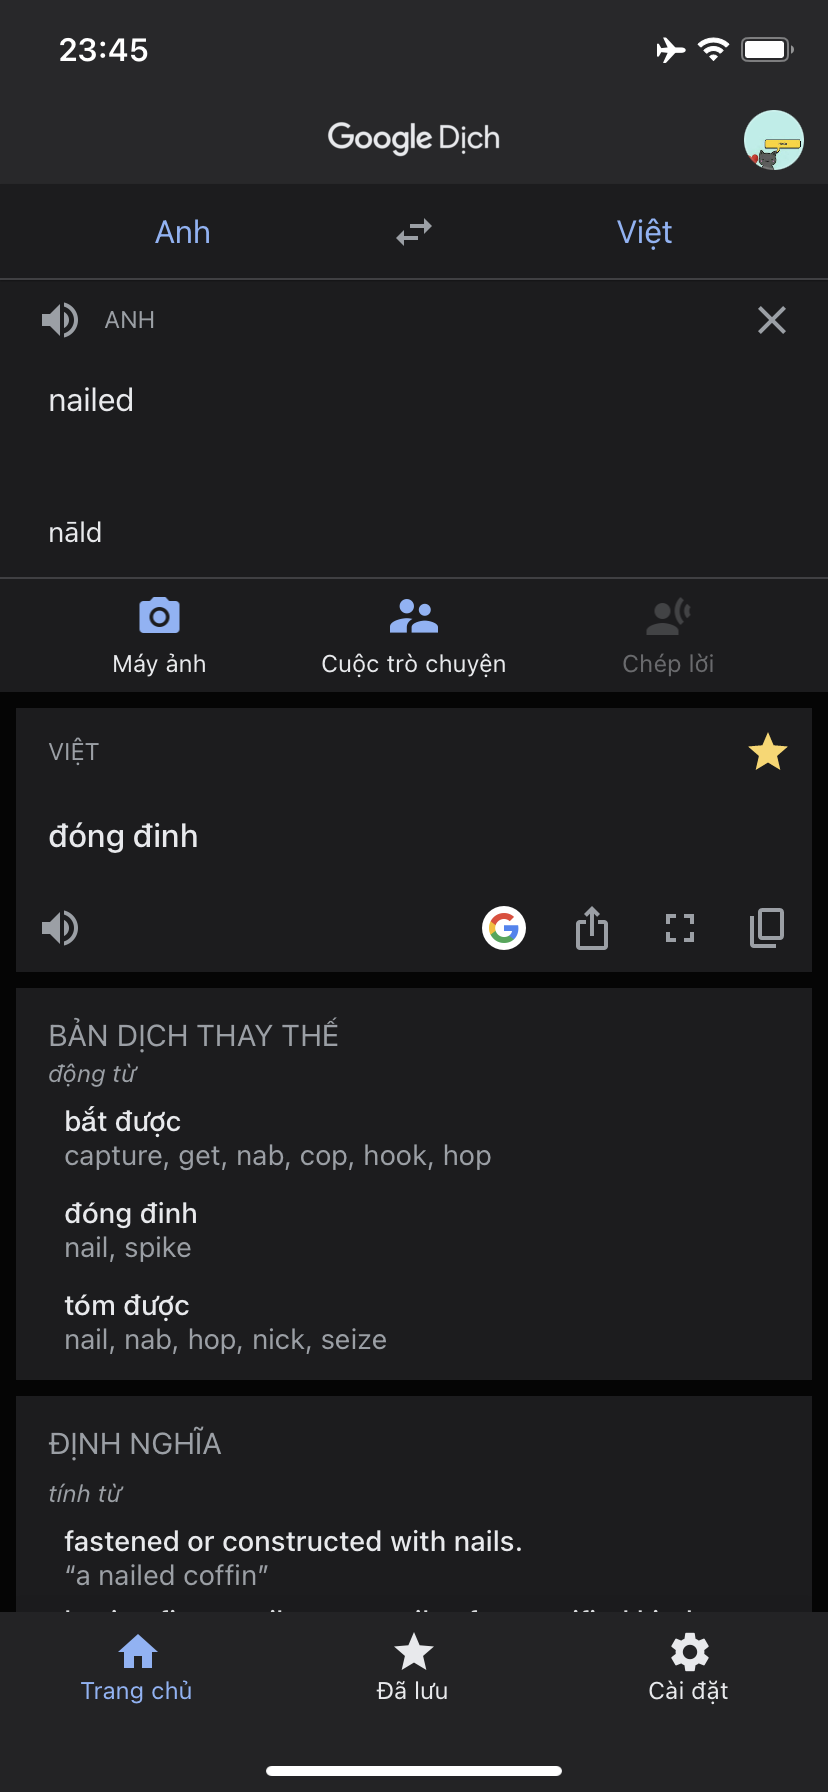 23:45
Google Dịch
Anh
Việt
ANH
nailed
nāld
Máy ảnh
Cuộc trò chuyện
Chép lời
VIỆT
đóng đinh
BẢN DỊCH THAY THẾ
động từ
bắt được
capture, get, nab, cop, hook, hop
đóng đinh
nail, spike
tóm được
nail, nab, hop, nick, seize
ĐỊNH NGHĨA
tính từ
fastened or constructed with nails.
“a nailed coffin”
Trang chủ
Đã lưu
Cài đặt